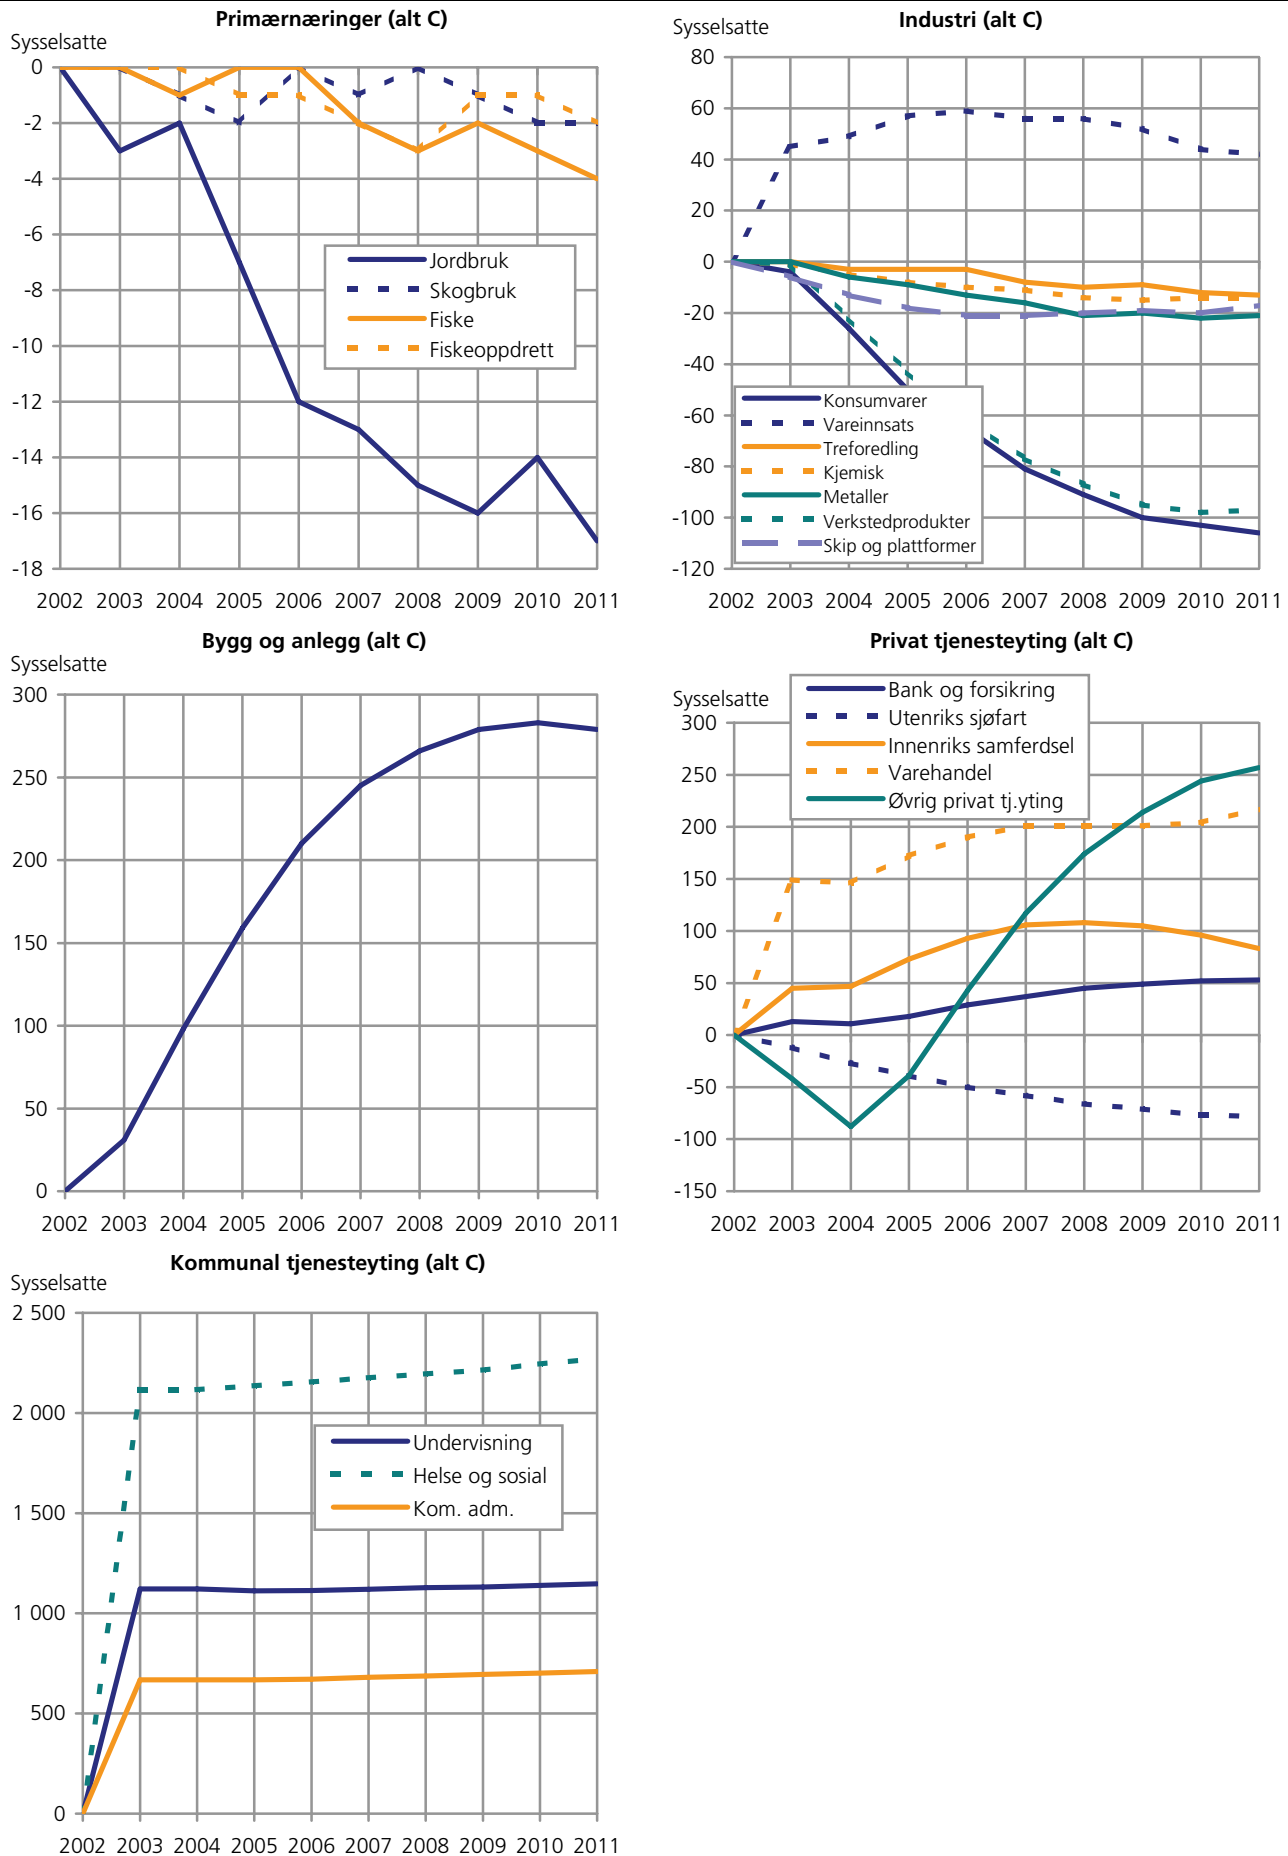 Primærnæringer (alt C)
Sysselsatte
0
-2
-4
-6
-8
-10
-12
-14
-16
-18
Jordbruk
Skogbruk
Fiske
Fiskeoppdrett
2002 2003 2004 2005 2006 2007 2008 2009 2010 2011
Industri (alt C)
Sysselsatte
80
60
40
20
0
-20
-40
-60
-80
-100
-120
Konsumvarer
Vareinnsats
Treforedling
Kjemisk
Metaller
Verkstedprodukter
Skip og plattformer
2002 2003 2004 2005 2006 2007 2008 2009 2010 2011
Bygg og anlegg (alt C)
Sysselsatte
300
250
200
150
100
50
0
2002 2003 2004 2005 2006 2007 2008 2009 2010 2011
Privat tjenesteyting (alt C)
Sysselsatte
Bank og forsikring
Utenriks sjøfart
Innenriks samferdsel
Varehandel
Øvrig privat tj.yting
300
250
200
150
100
50
0
-50
-100
-150
2002 2003 2004 2005 2006 2007 2008 2009 2010 2011
Kommunal tjenesteyting (alt C)
Sysselsatte
2 500
2 000
1 500
1 000
500
0
Undervisning
Helse og sosial
Kom. adm.
2002 2003 2004 2005 2006 2007 2008 2009 2010 2011